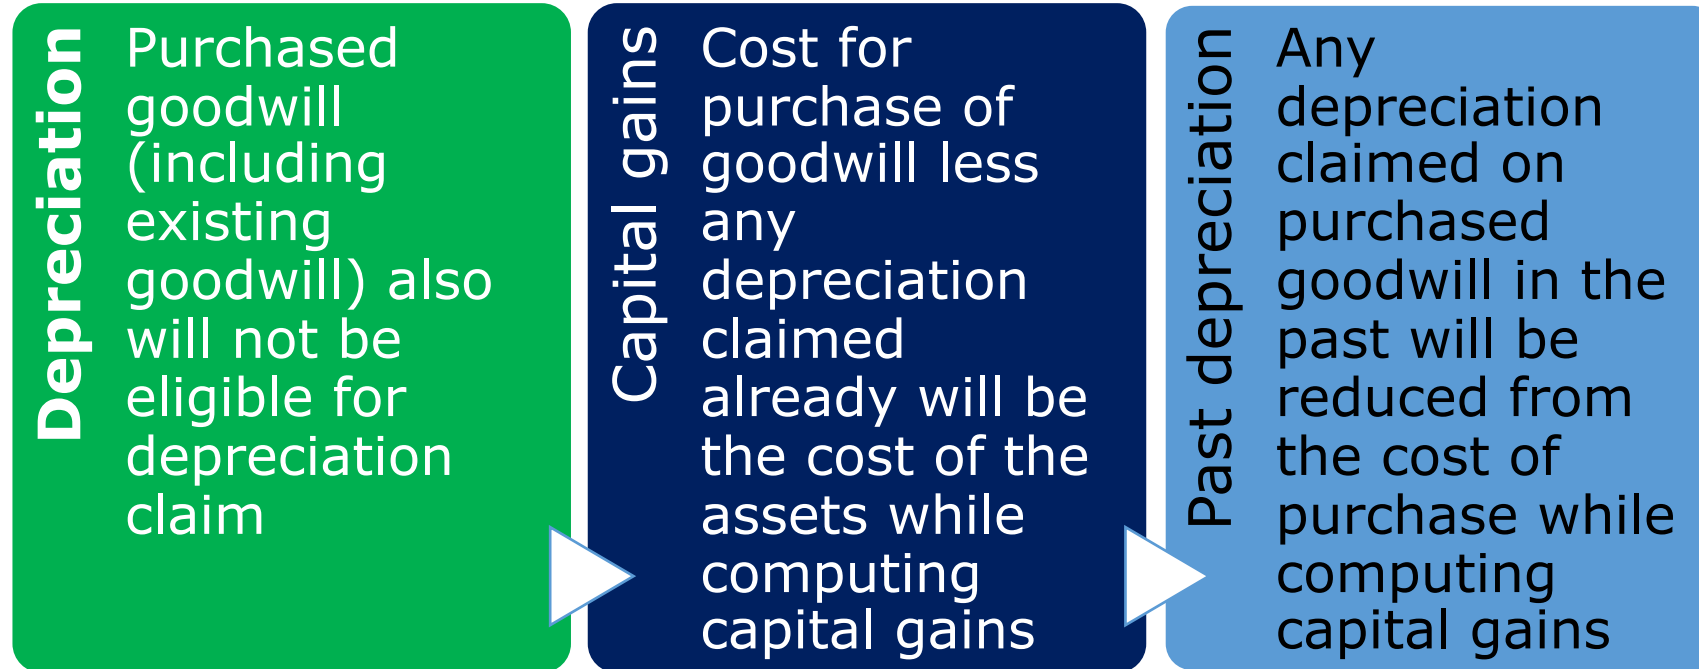 Depreciation
Purchased
goodwill
(including
existing
goodwill) also
will not be
eligible for
depreciation
claim
Capital gains
Cost for
purchase of
goodwill less
any
depreciation
claimed
already will be
the cost of the
assets while
computing
capital gains
Past depreciation
Any
depreciation
claimed on
purchased
goodwill in the
past will be
reduced from
the cost of
purchase while
computing
capital gains